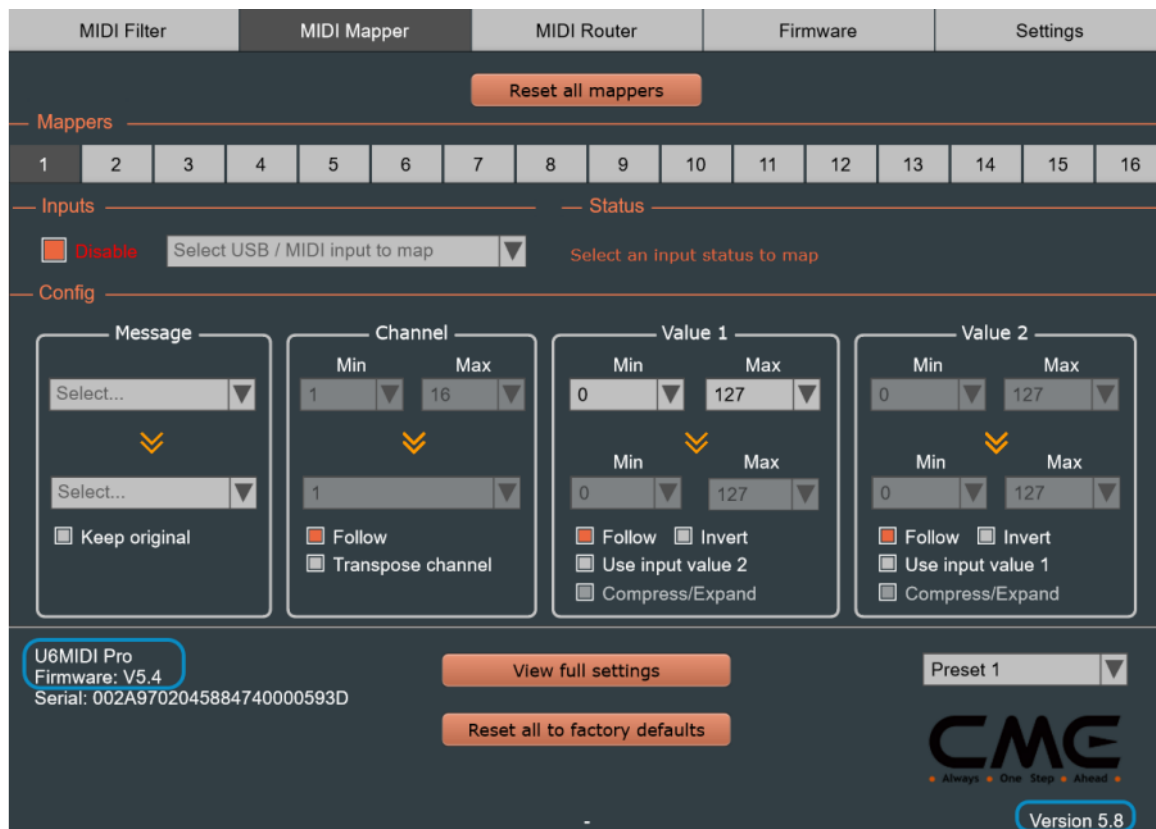 MIDI Filter MIDI Mapper MIDI Router Firmware Settings
Reset all mappers
Mappers
1 2 3 4 5 6 7 8 9 10 11 12 13 14 15 16
Inputs Status
Disable Select USB / MIDI input to map Select an input status to map
Config
Message Channel Value 1 Value 2
Min Max Min Max Min Max
Select... 1 16 0 127 0 127
Min Max Min Max
Select... 1 0 127 0 127
Keep original Follow Follow Invert Follow Invert
Transpose channel Use input value 2 Use input value 1
Compress/Expand Compress/Expand
U6MIDI Pro
Firmware: V5.4
Serial: 002A9702045884740000593D
View full settings Preset 1
Reset all to factory defaults
CME
Always One Step Ahead
-
Version 5.8